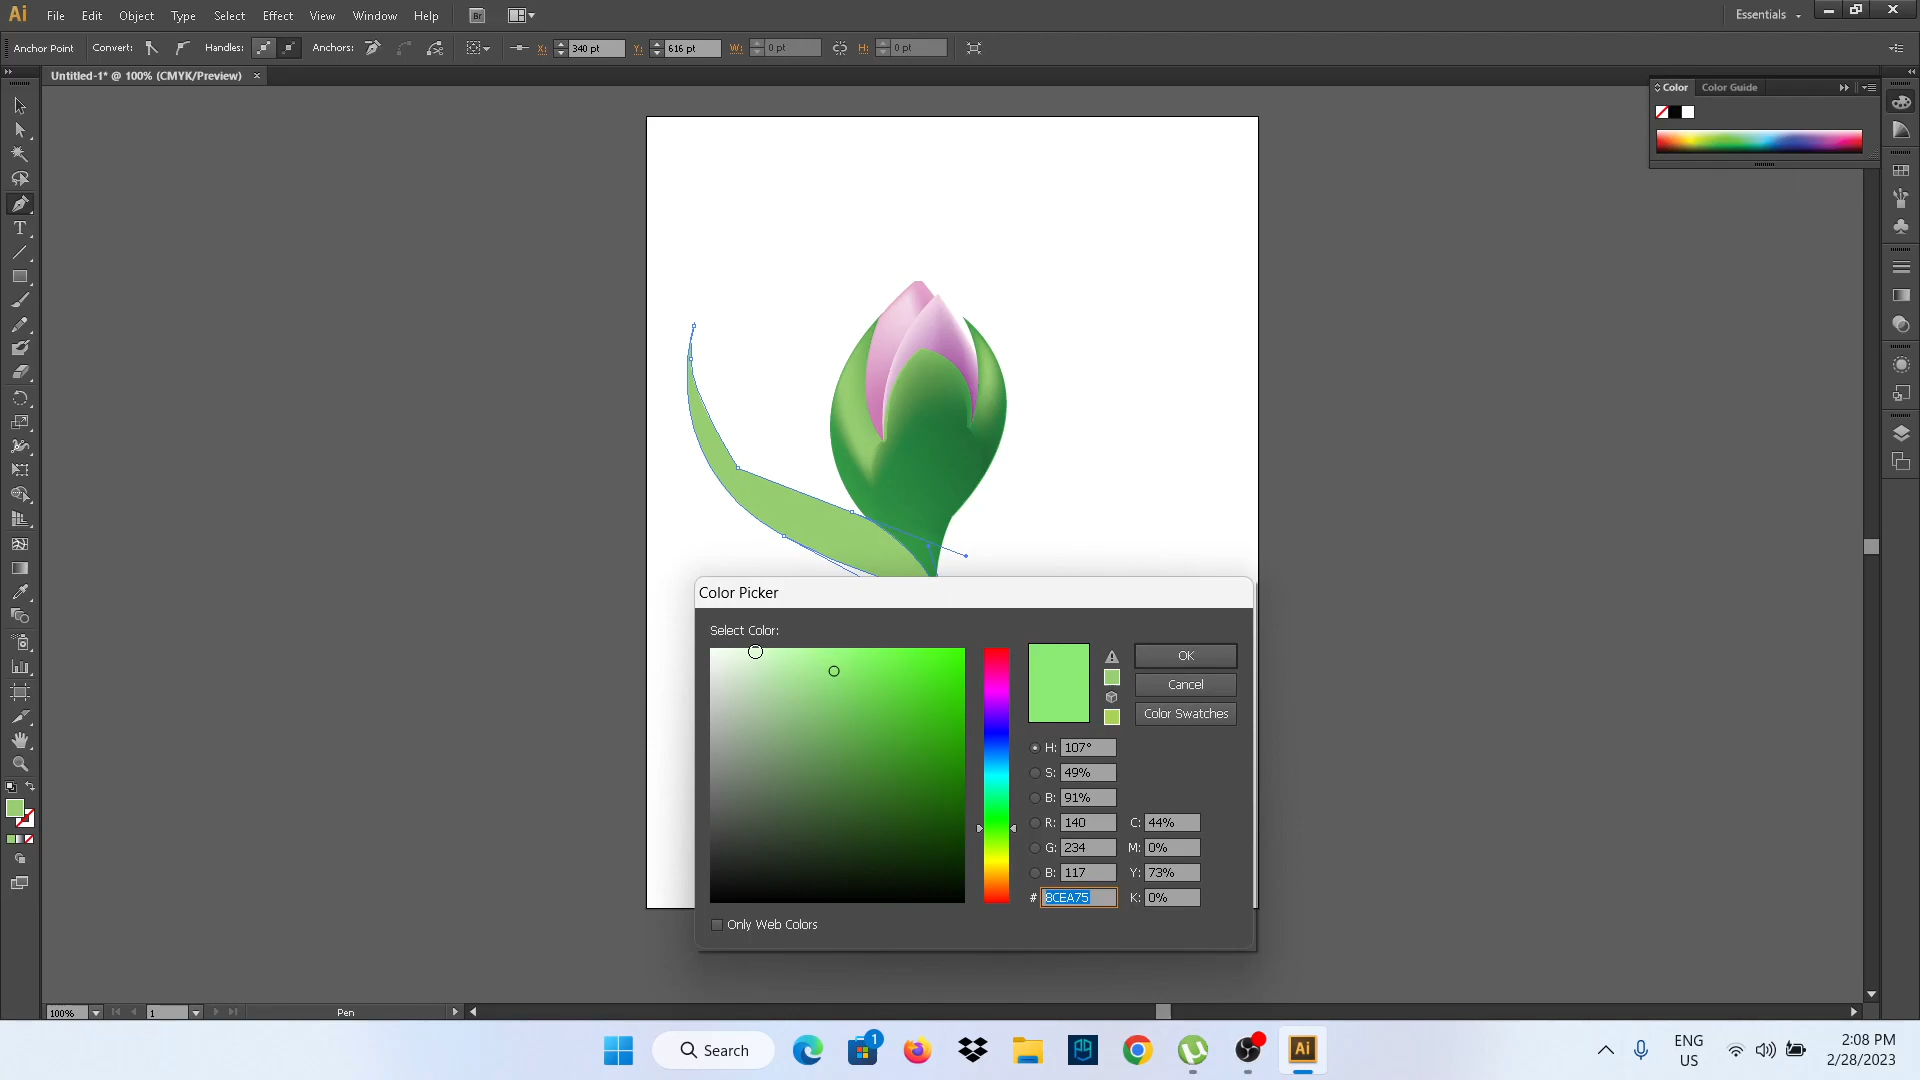 Ai File Edit Object Type Select Effect View Window Help Br Essentials
Anchor Point Convert: Handles: Anchors: X: 340 pt Y: 616 pt W: 0 pt H: 0 pt
Untitled-1* @ 100% (CMYK/Preview)
Color Color Guide
Color Picker
Select Color:
OK
Cancel
Color Swatches
H: 107°
S: 49%
B: 91%
R: 140 C: 44%
G: 234 M: 0%
B: 117 Y: 73%
# 8CEA75 K: 0%
Only Web Colors
100% 1 Pen
Search 1 Ai ENG US 2:08 PM
2/28/2023